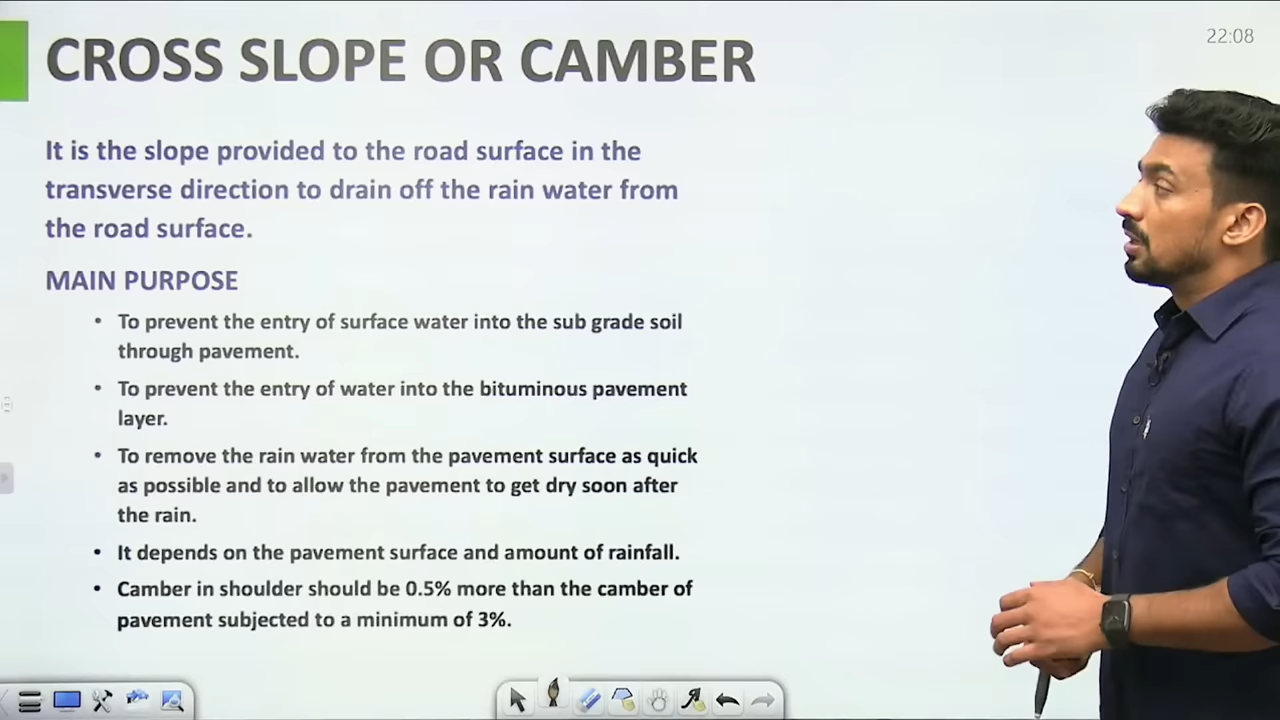 CROSS SLOPE OR CAMBER
22:08
It is the slope provided to the road surface in the
transverse direction to drain off the rain water from
the road surface.
MAIN PURPOSE
• To prevent the entry of surface water into the sub grade soil
through pavement.
• To prevent the entry of water into the bituminous pavement
layer.
• To remove the rain water from the pavement surface as quick
as possible and to allow the pavement to get dry soon after
the rain.
• It depends on the pavement surface and amount of rainfall.
• Camber in shoulder should be 0.5% more than the camber of
pavement subjected to a minimum of 3%.